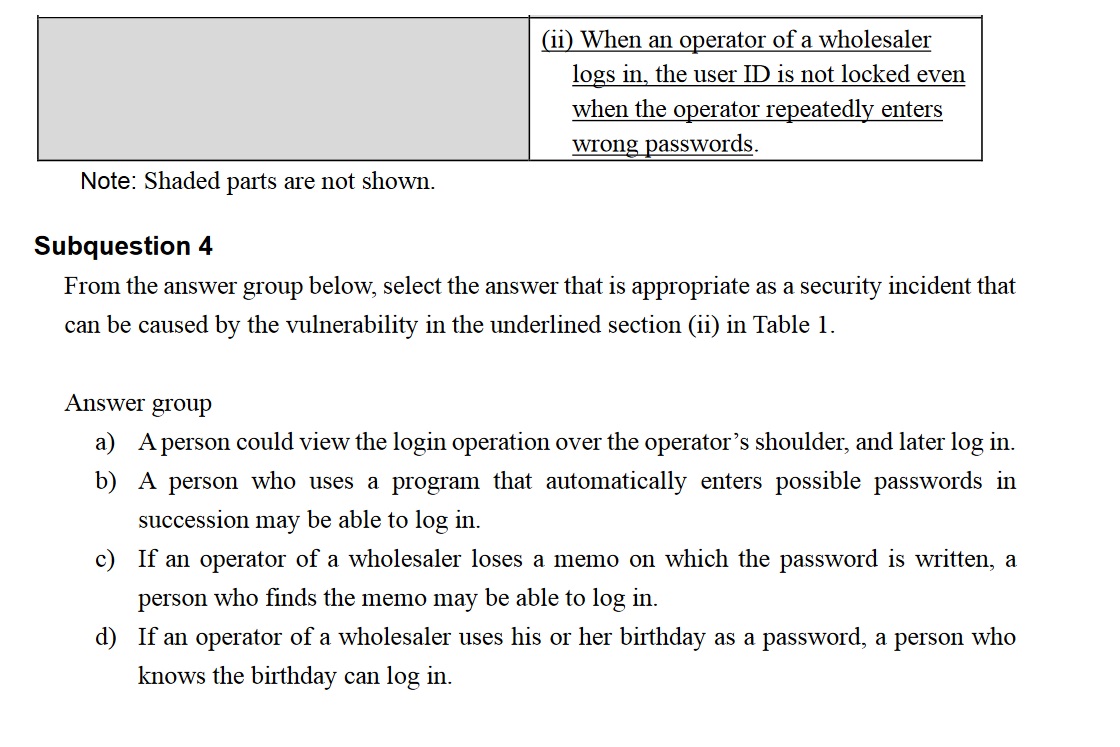 (ii) When an operator of a wholesaler
logs in, the user ID is not locked even
when the operator repeatedly enters
wrong passwords.
Note: Shaded parts are not shown.
Subquestion 4
From the answer group below, select the answer that is appropriate as a security incident that
can be caused by the vulnerability in the underlined section (ii) in Table 1.
Answer group
a) A person could view the login operation over the operator’s shoulder, and later log in.
b) A person who uses a program that automatically enters possible passwords in
succession may be able to log in.
c) If an operator of a wholesaler loses a memo on which the password is written, a
person who finds the memo may be able to log in.
d) If an operator of a wholesaler uses his or her birthday as a password, a person who
knows the birthday can log in.